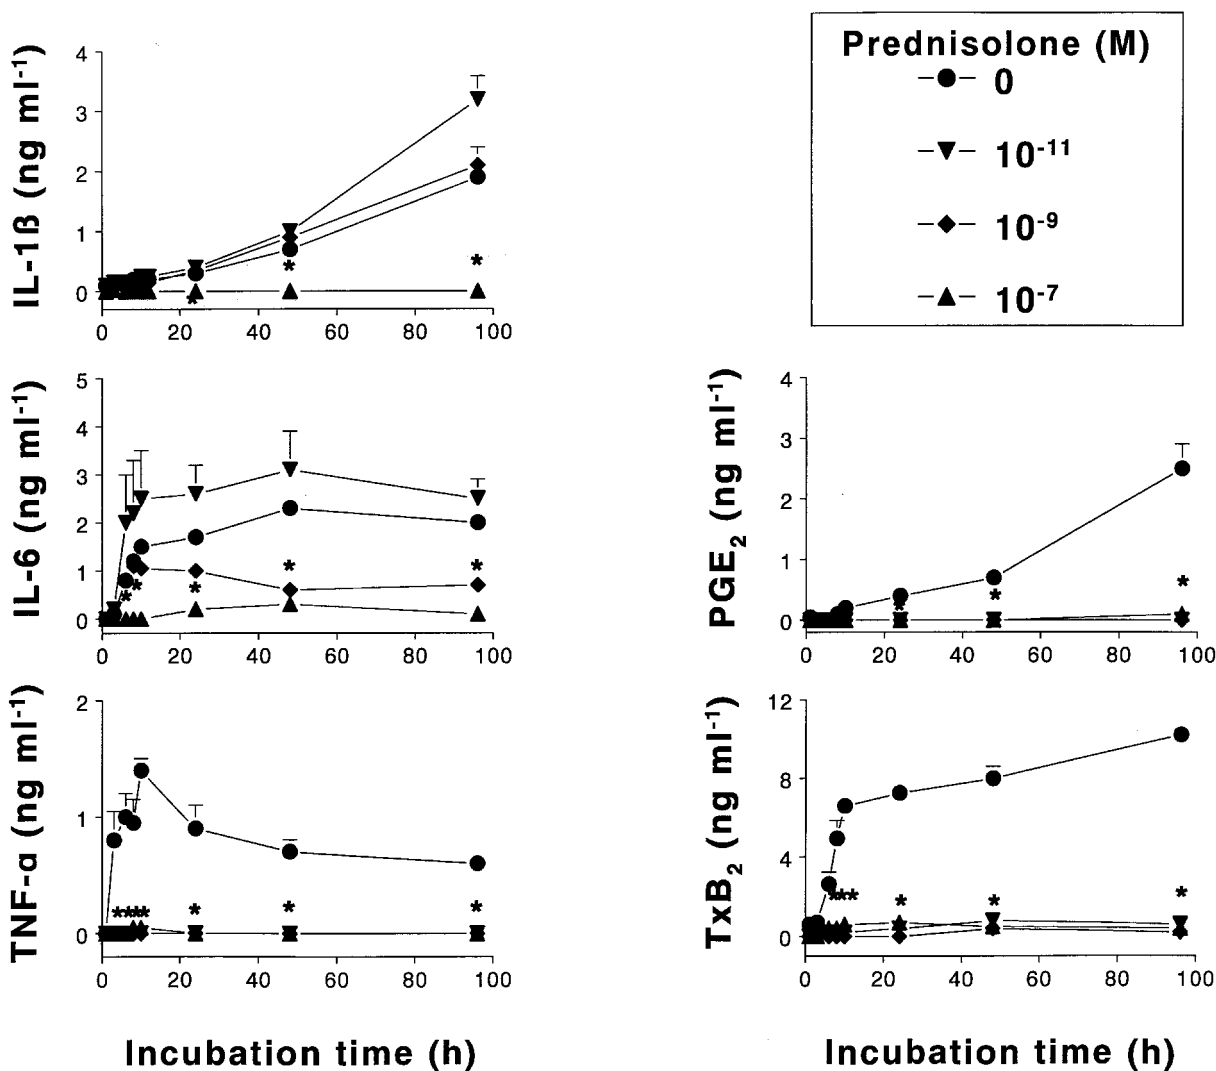 IL-1ß (ng ml⁻¹)
4
3
2
1
0
*
*
*
0 20 40 60 80 100
Prednisolone (M)
0
10⁻¹¹
10⁻⁹
10⁻⁷
IL-6 (ng ml⁻¹)
5
4
3
2
1
0
* * * * *
0 20 40 60 80 100
PGE₂ (ng ml⁻¹)
4
3
2
1
0
* * *
0 20 40 60 80 100
TNF-α (ng ml⁻¹)
2
1
0
**** * * *
0 20 40 60 80 100
TxB₂ (ng ml⁻¹)
12
8
4
0
*** * * *
0 20 40 60 80 100
Incubation time (h)
Incubation time (h)